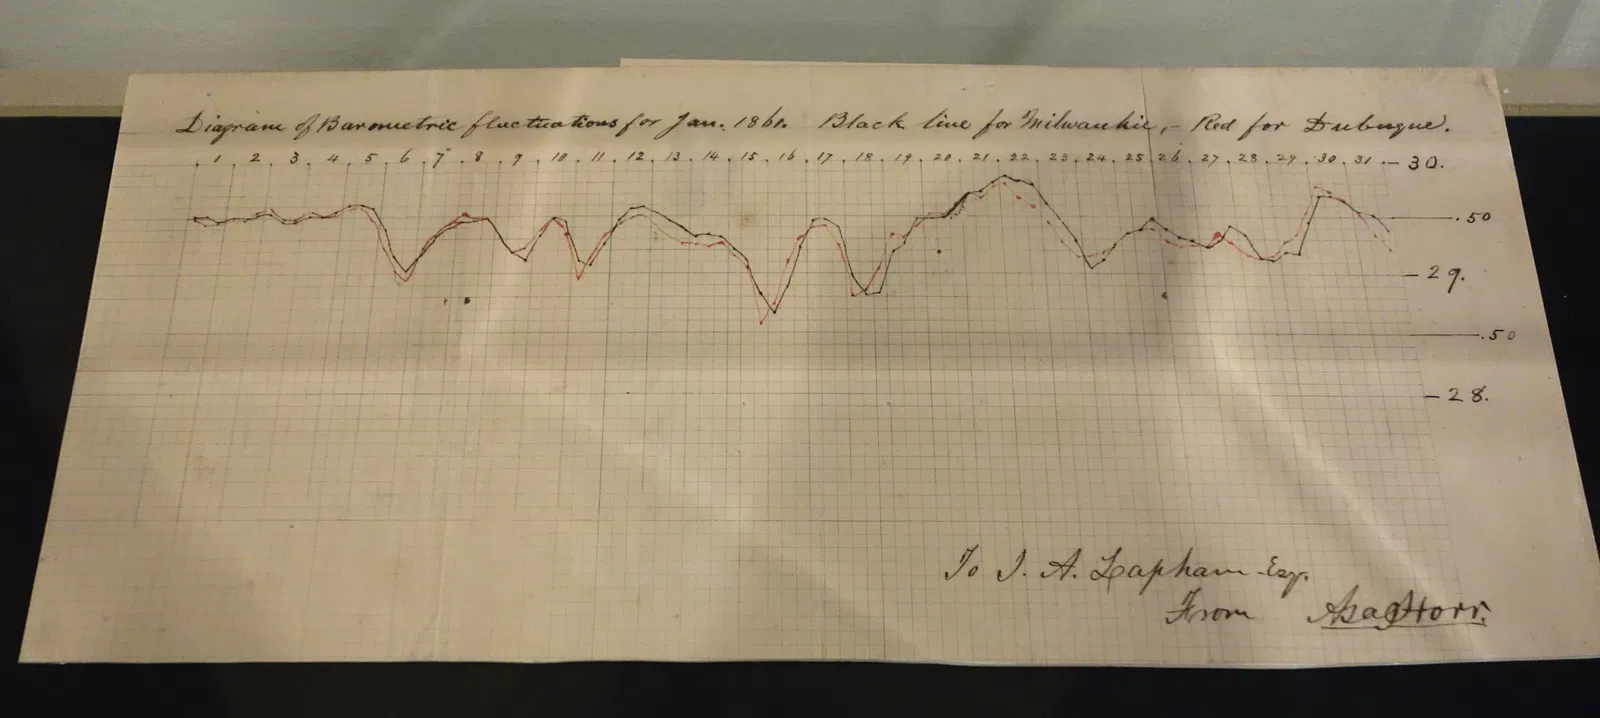 Diagram of Barometric fluctuations for Jan. 1861. Black line for Milwaukie, - Red for Dubuque.
1 2 3 4 5 6 7 8 9 10 11 12 13 14 15 16 17 18 19 20 21 22 23 24 25 26 27 28 29 30 31 - 30.
.50
- 29.
.50
- 28.
To I. A. Lapham Esq.
From Asa Horr.